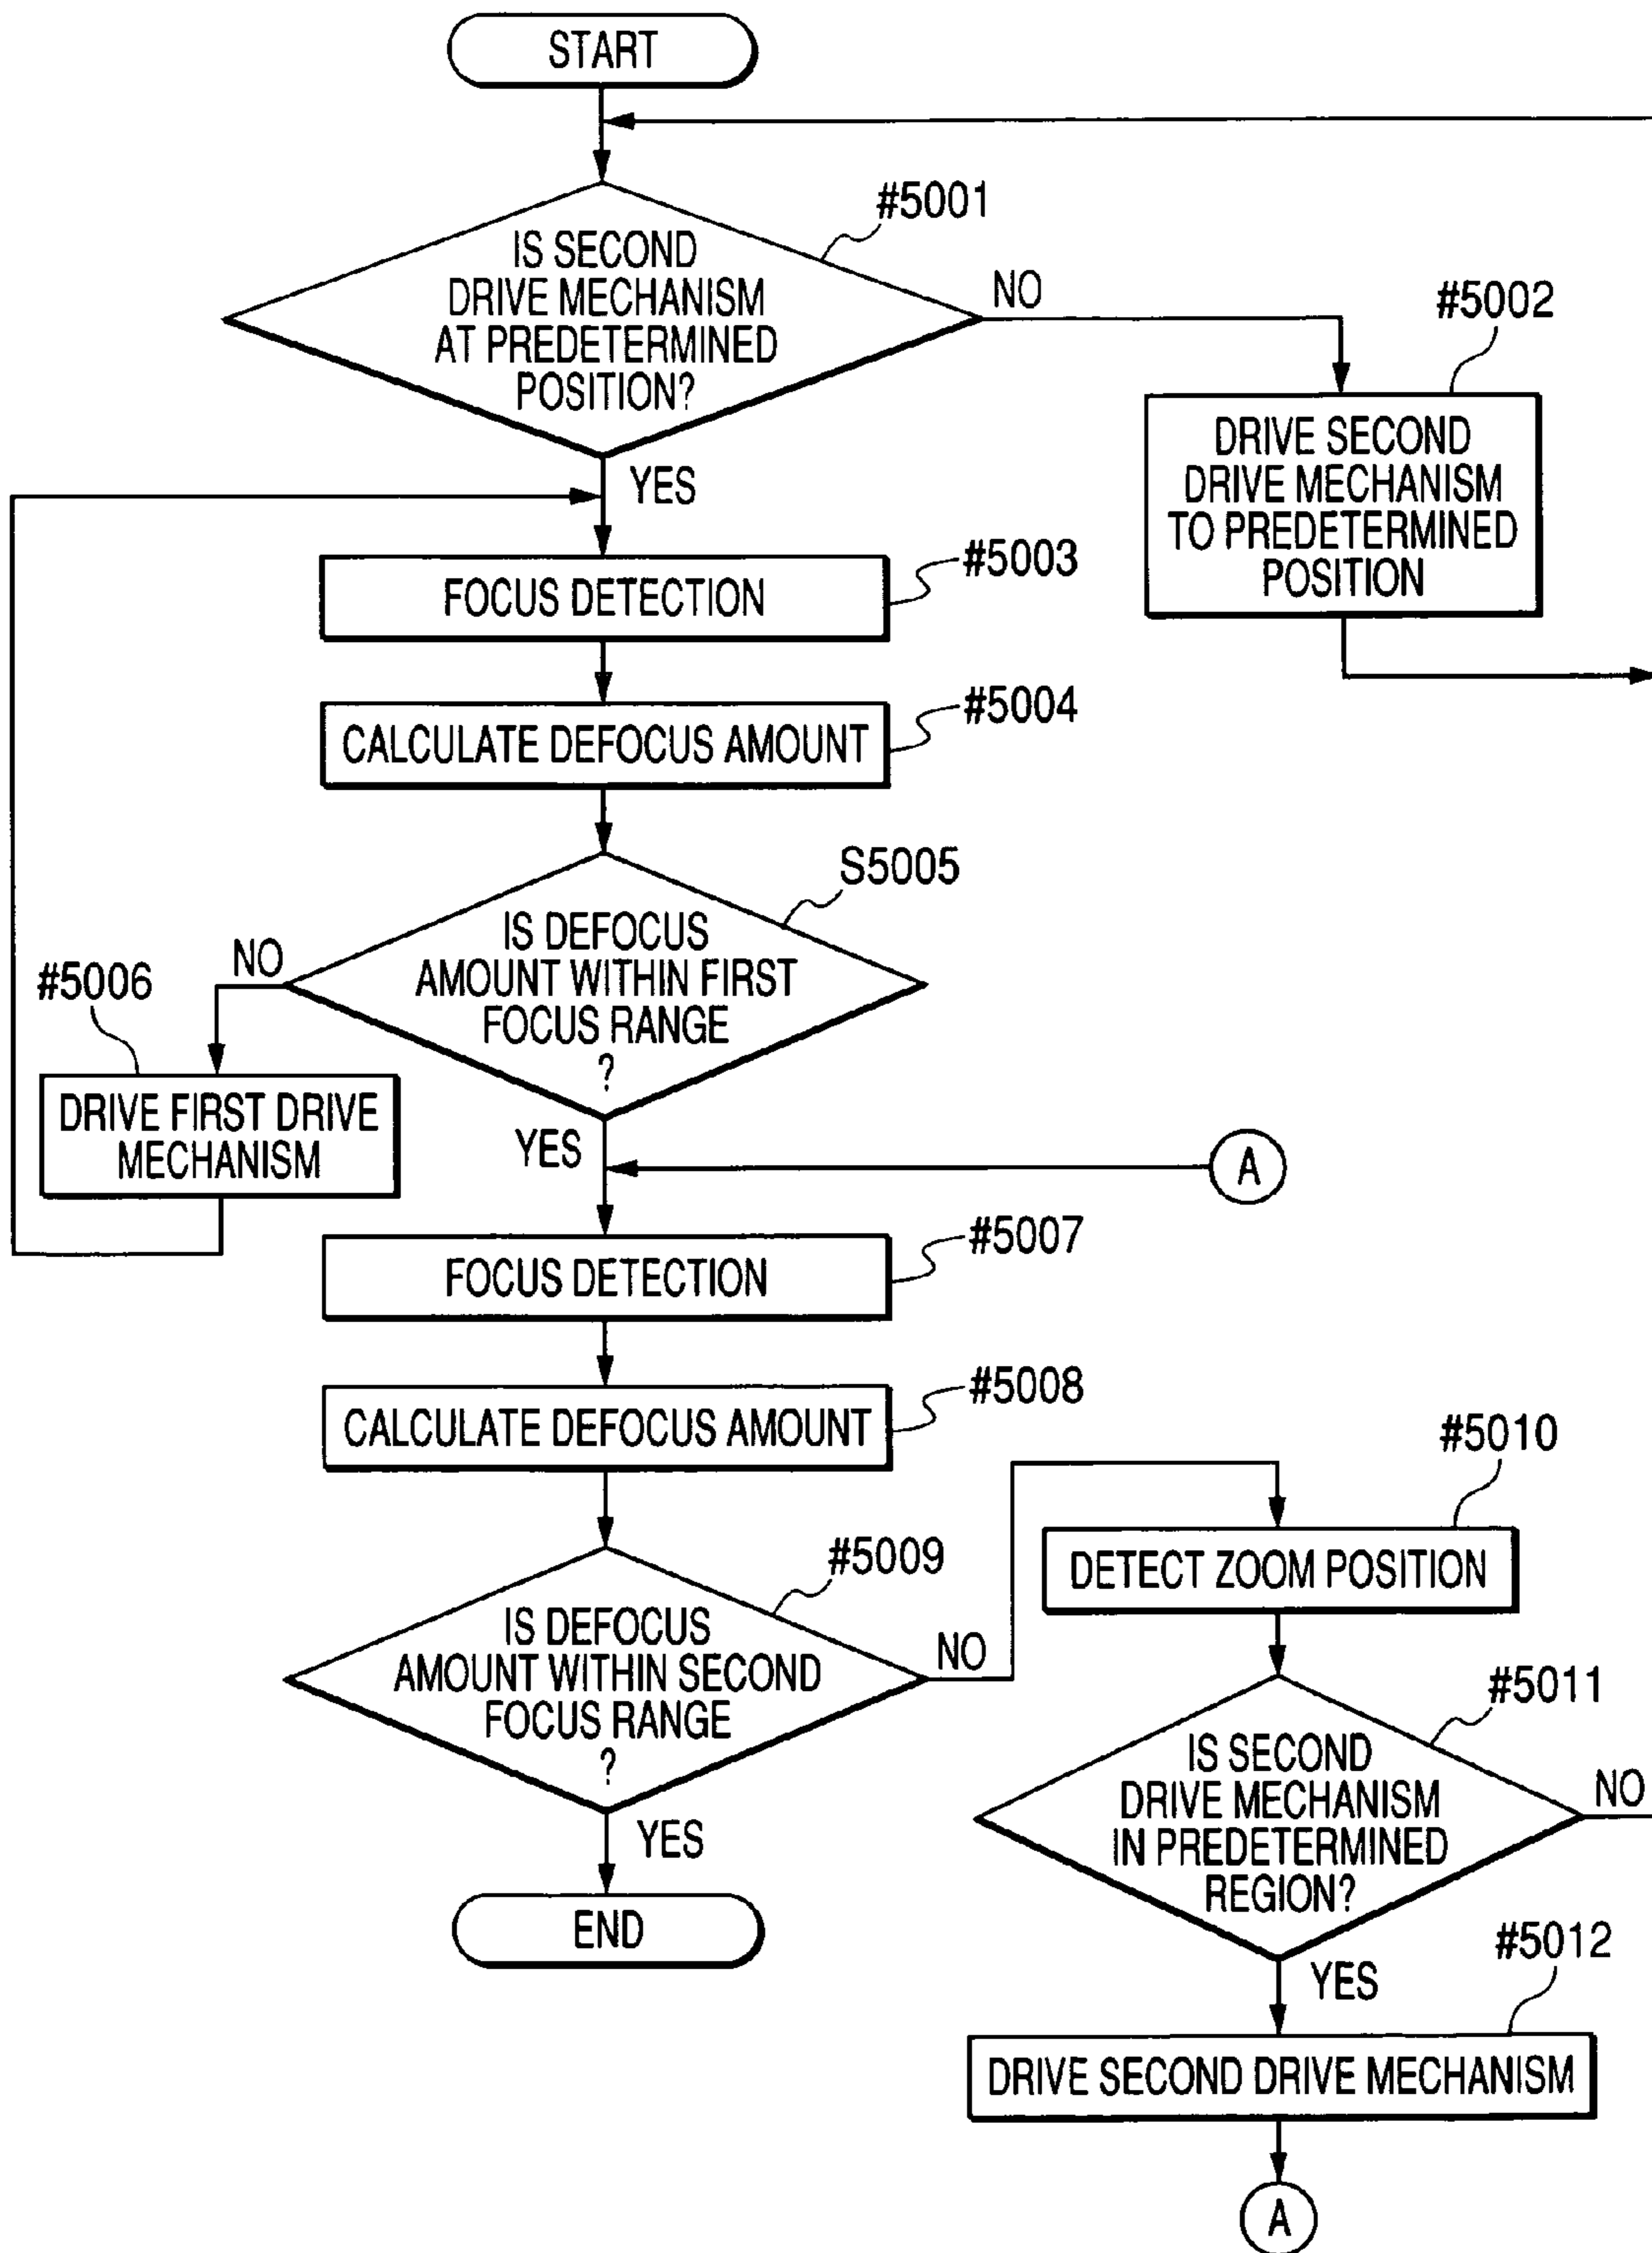 START
#5001
IS SECOND
DRIVE MECHANISM
AT PREDETERMINED
POSITION?
NO
#5002
DRIVE SECOND
DRIVE MECHANISM
TO PREDETERMINED
POSITION
YES
#5003
FOCUS DETECTION
#5004
CALCULATE DEFOCUS AMOUNT
S5005
IS DEFOCUS
AMOUNT WITHIN FIRST
FOCUS RANGE
?
NO
#5006
DRIVE FIRST DRIVE
MECHANISM
YES
A
#5007
FOCUS DETECTION
#5008
CALCULATE DEFOCUS AMOUNT
#5009
IS DEFOCUS
AMOUNT WITHIN SECOND
FOCUS RANGE
?
NO
YES
END
#5010
DETECT ZOOM POSITION
#5011
IS SECOND
DRIVE MECHANISM
IN PREDETERMINED
REGION?
NO
YES
#5012
DRIVE SECOND DRIVE MECHANISM
A